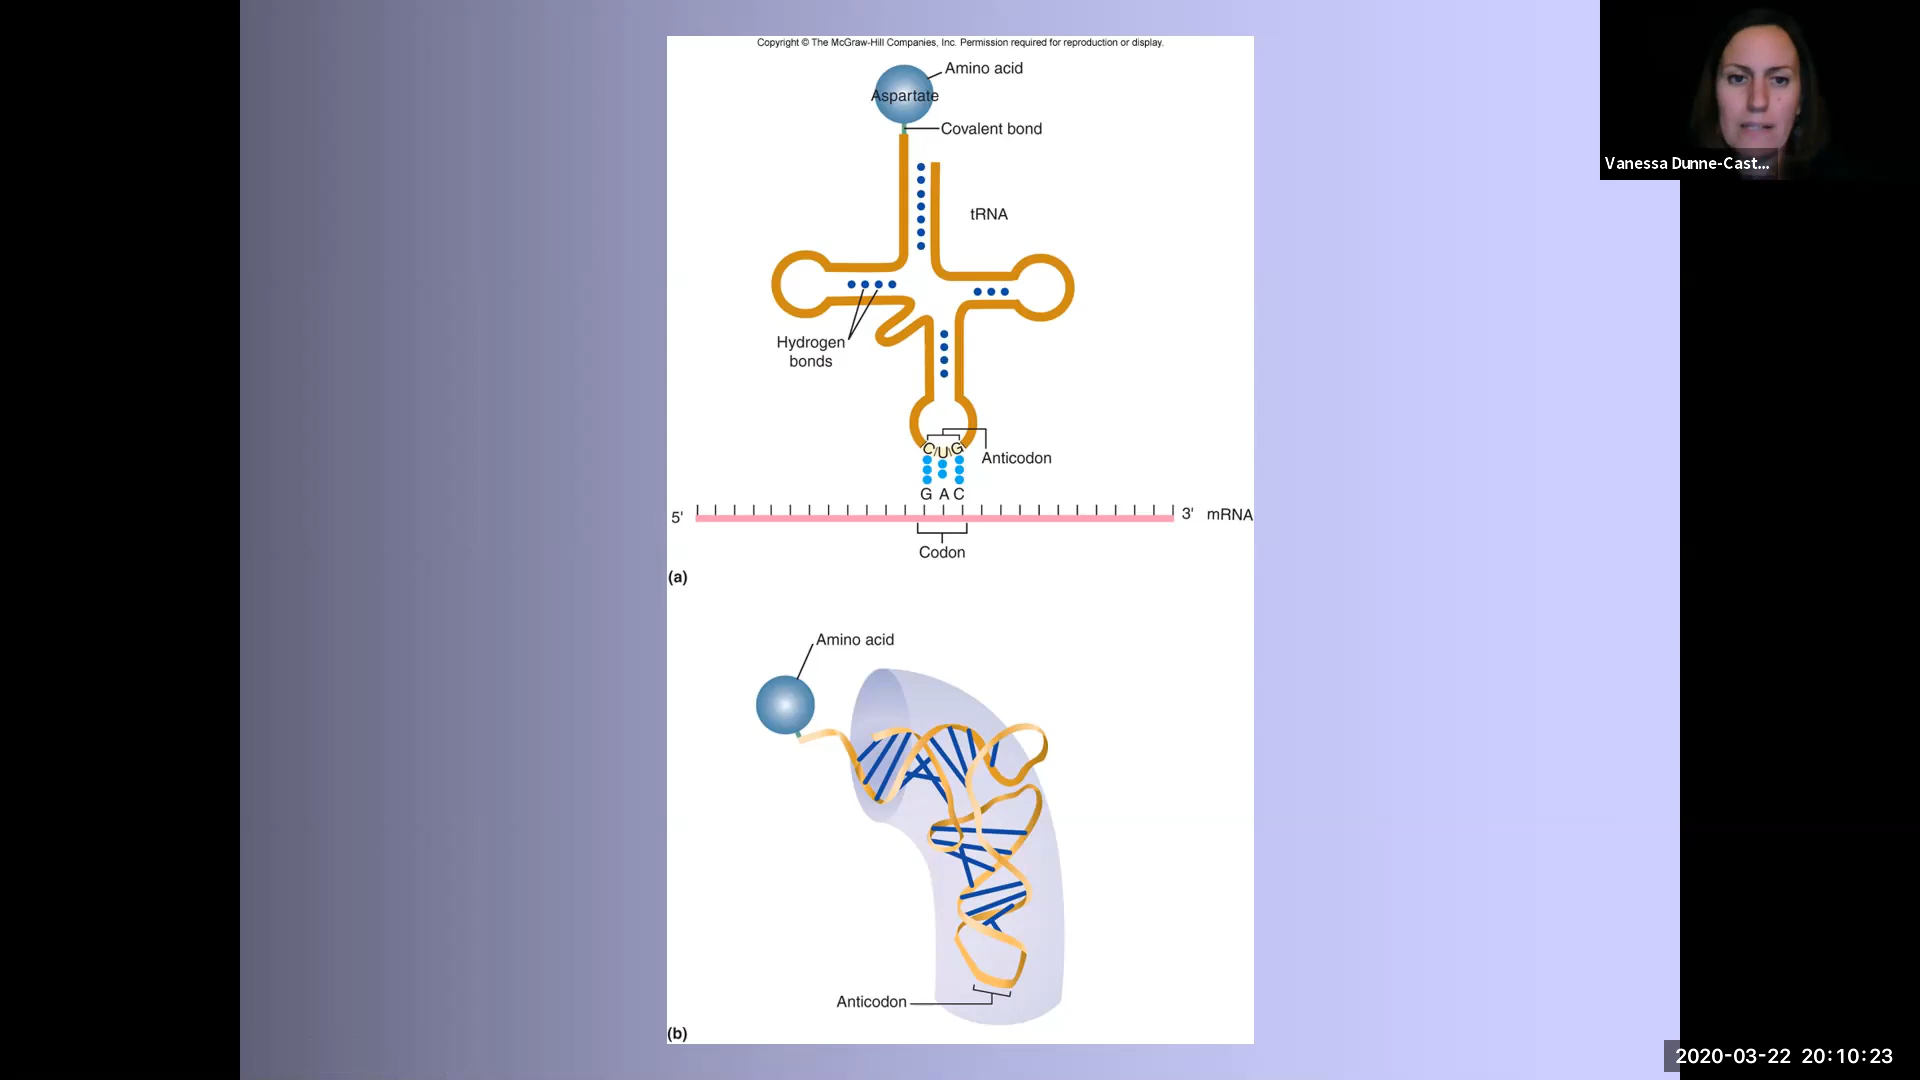 Copyright © The McGraw-Hill Companies, Inc. Permission required for reproduction or display.
Amino acid
Aspartate
Covalent bond
tRNA
Hydrogen
bonds
C U G
Anticodon
G A C
5' 3' mRNA
Codon
(a)
Amino acid
Anticodon
(b)
Vanessa Dunne-Cast...
2020-03-22 20:10:23